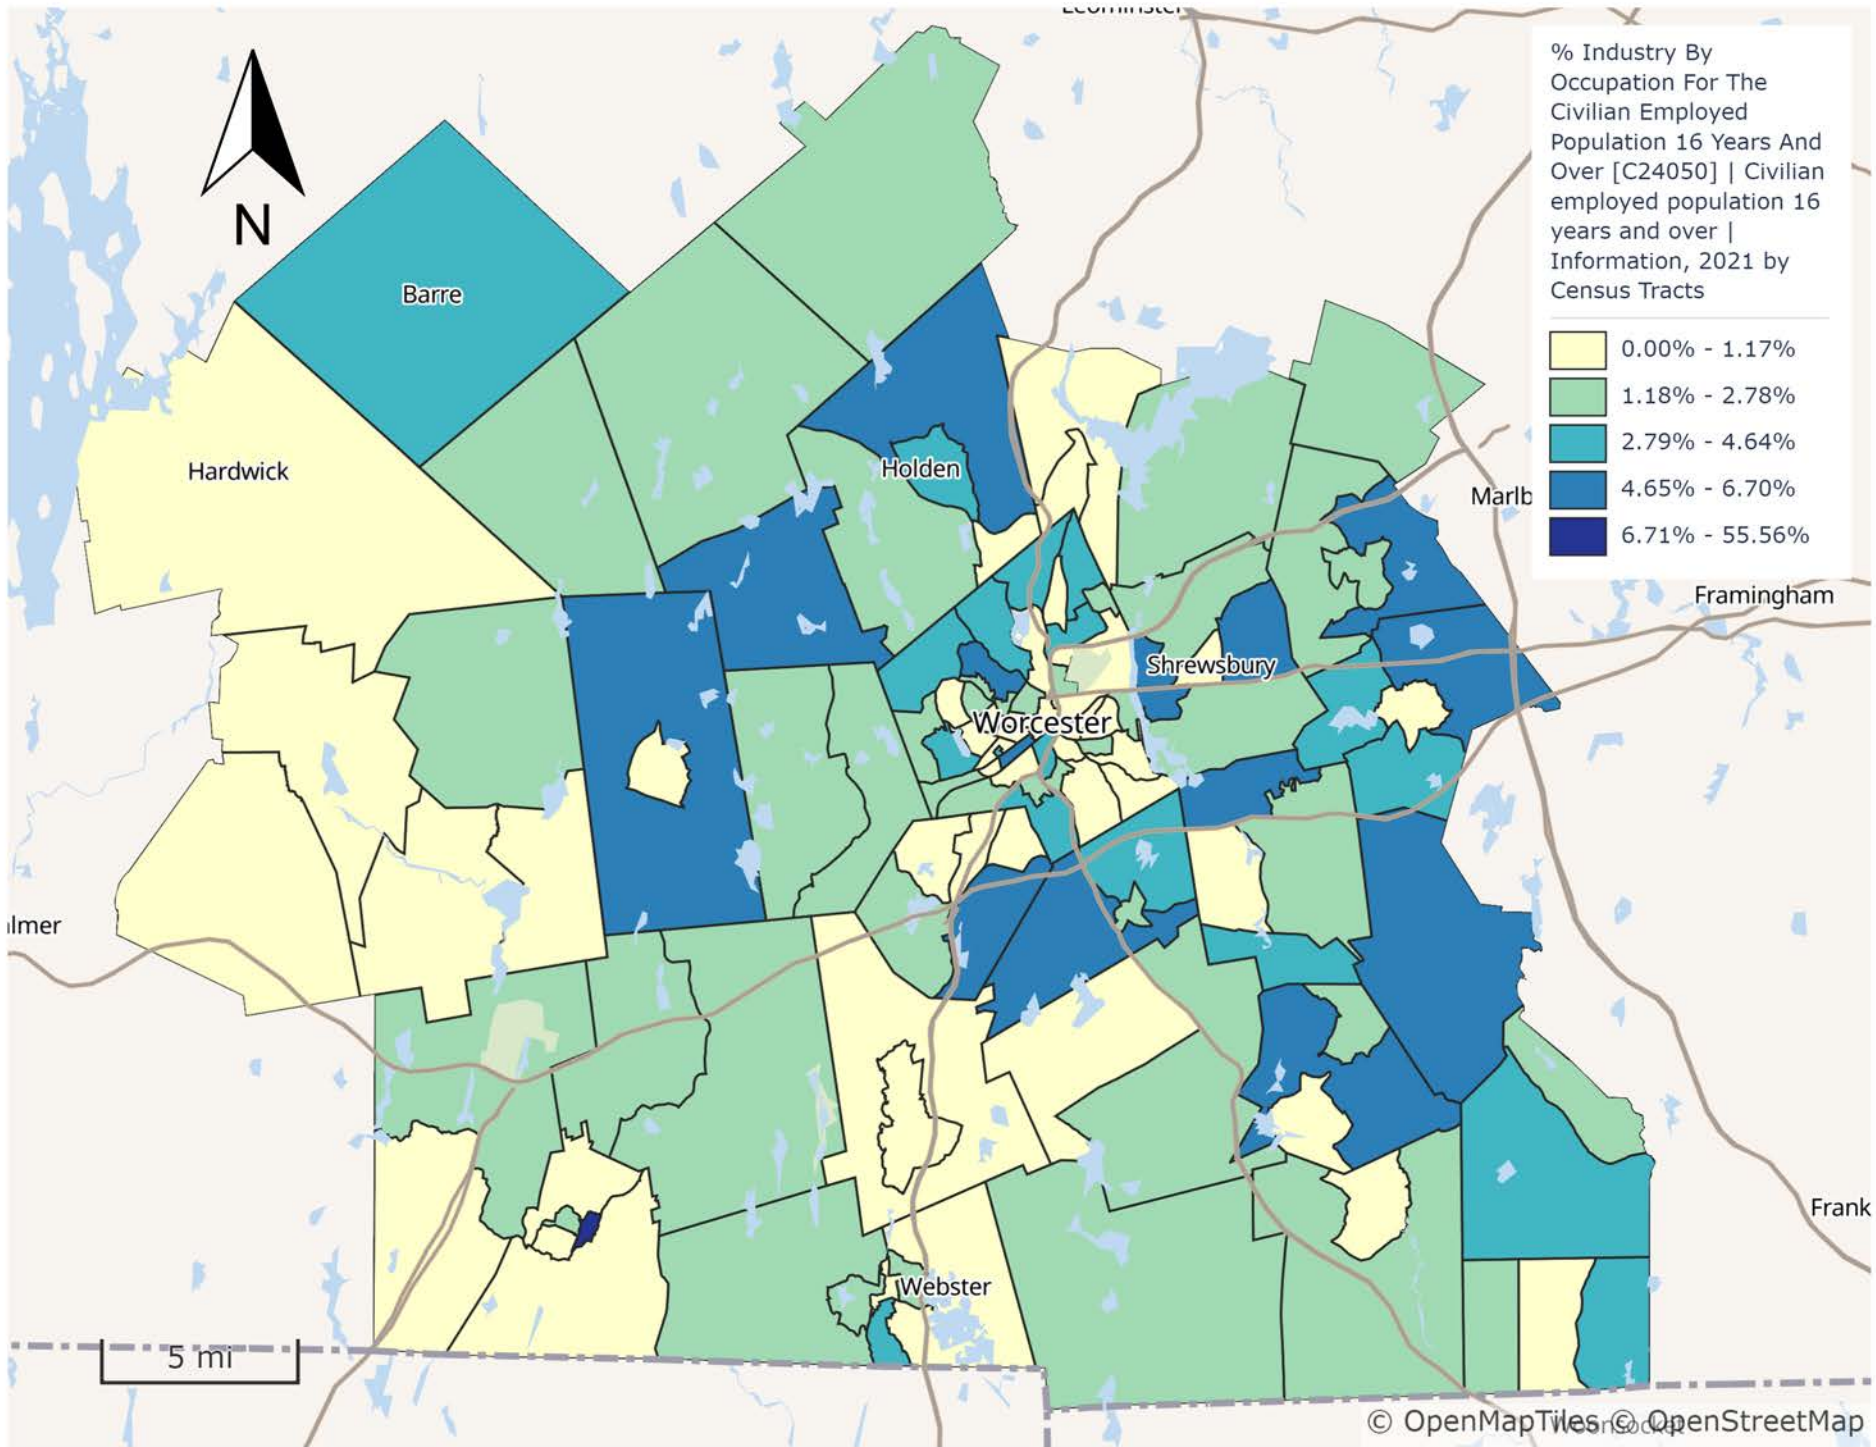 % Industry By
Occupation For The
Civilian Employed
Population 16 Years And
Over [C24050] | Civilian
employed population 16
years and over |
Information, 2021 by
Census Tracts
0.00% - 1.17%
1.18% - 2.78%
2.79% - 4.64%
4.65% - 6.70%
6.71% - 55.56%
N
Barre
Holden
Hardwick
Marlb
Framingham
Shrewsbury
Worcester
lmer
Frank
Webster
5 mi
Woonsocket
© OpenMapTiles © OpenStreetMap